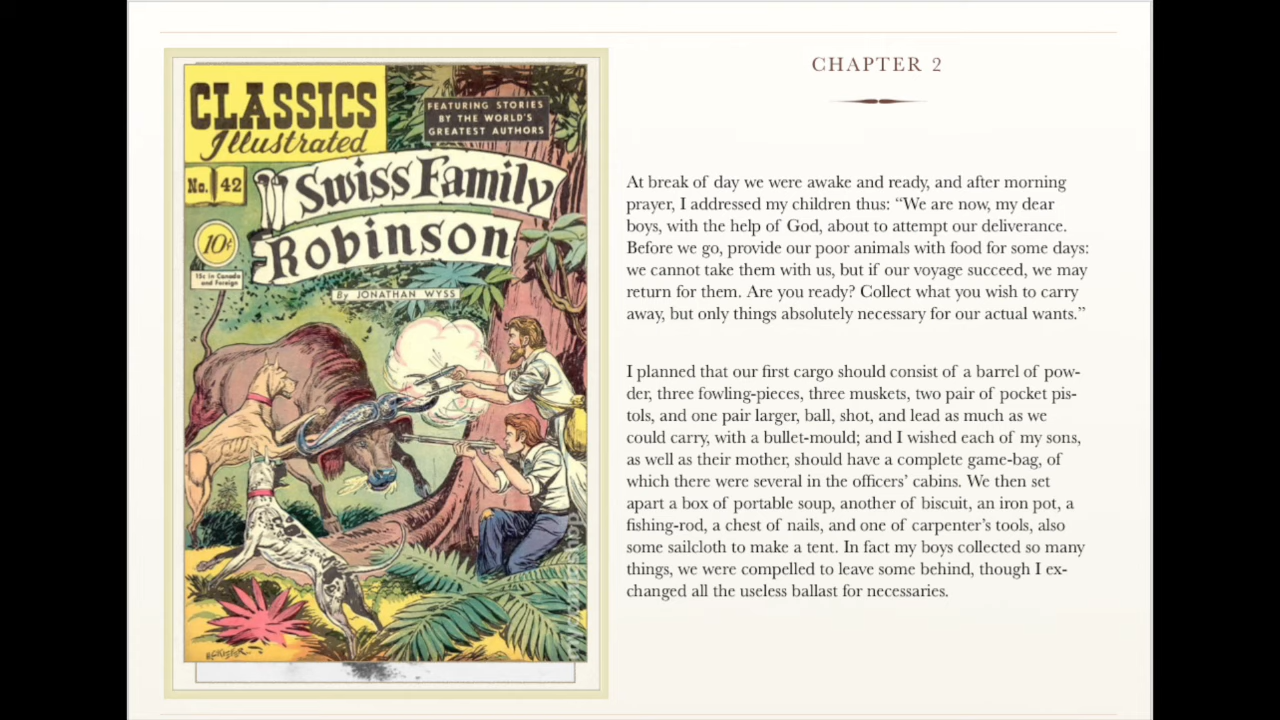 CLASSICS
Illustrated
FEATURING STORIES
BY THE WORLD'S
GREATEST AUTHORS
No. 42
Swiss Family
Robinson
10¢
15¢ in Canada
and Foreign
By JONATHAN WYSS
CHAPTER 2
At break of day we were awake and ready, and after morning
prayer, I addressed my children thus: “We are now, my dear
boys, with the help of God, about to attempt our deliverance.
Before we go, provide our poor animals with food for some days:
we cannot take them with us, but if our voyage succeed, we may
return for them. Are you ready? Collect what you wish to carry
away, but only things absolutely necessary for our actual wants.”
I planned that our first cargo should consist of a barrel of pow-
der, three fowling-pieces, three muskets, two pair of pocket pis-
tols, and one pair larger, ball, shot, and lead as much as we
could carry, with a bullet-mould; and I wished each of my sons,
as well as their mother, should have a complete game-bag, of
which there were several in the officers’ cabins. We then set
apart a box of portable soup, another of biscuit, an iron pot, a
fishing-rod, a chest of nails, and one of carpenter’s tools, also
some sailcloth to make a tent. In fact my boys collected so many
things, we were compelled to leave some behind, though I ex-
changed all the useless ballast for necessaries.